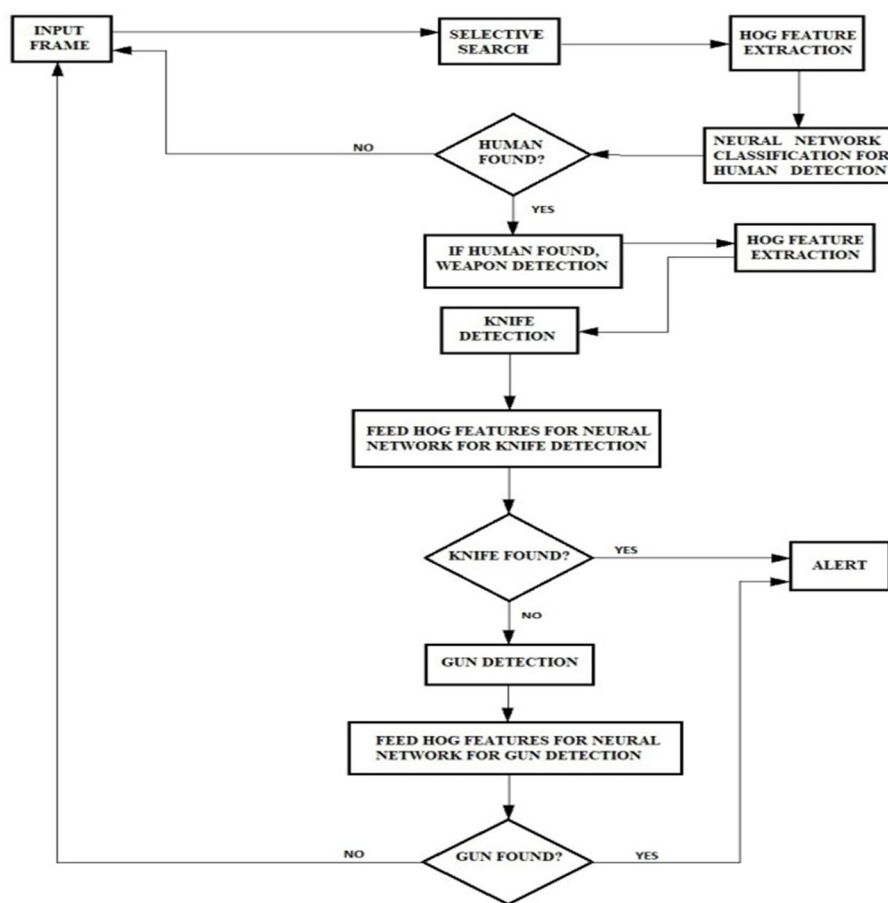 INPUT
FRAME
SELECTIVE
SEARCH
HOG FEATURE
EXTRACTION
NEURAL NETWORK
CLASSIFICATION FOR
HUMAN DETECTION
HUMAN
FOUND?
NO
YES
IF HUMAN FOUND,
WEAPON DETECTION
HOG FEATURE
EXTRACTION
KNIFE
DETECTION
FEED HOG FEATURES FOR NEURAL
NETWORK FOR KNIFE DETECTION
KNIFE FOUND?
YES
ALERT
NO
GUN DETECTION
FEED HOG FEATURES FOR NEURAL
NETWORK FOR GUN DETECTION
NO
GUN FOUND?
YES